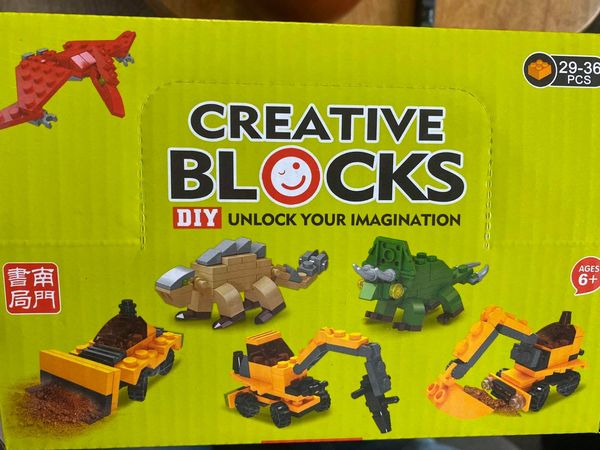 29-36
PCS
CREATIVE
BLOCKS
DIY UNLOCK YOUR IMAGINATION
南門
書局
AGES
6+